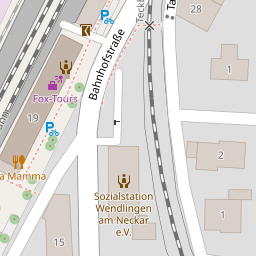 Bahnhofstraße
28
1
Fox-Tours
19
Mamma
2
Sozialstation
Wendlingen
am Neckar
e.V.
1
15